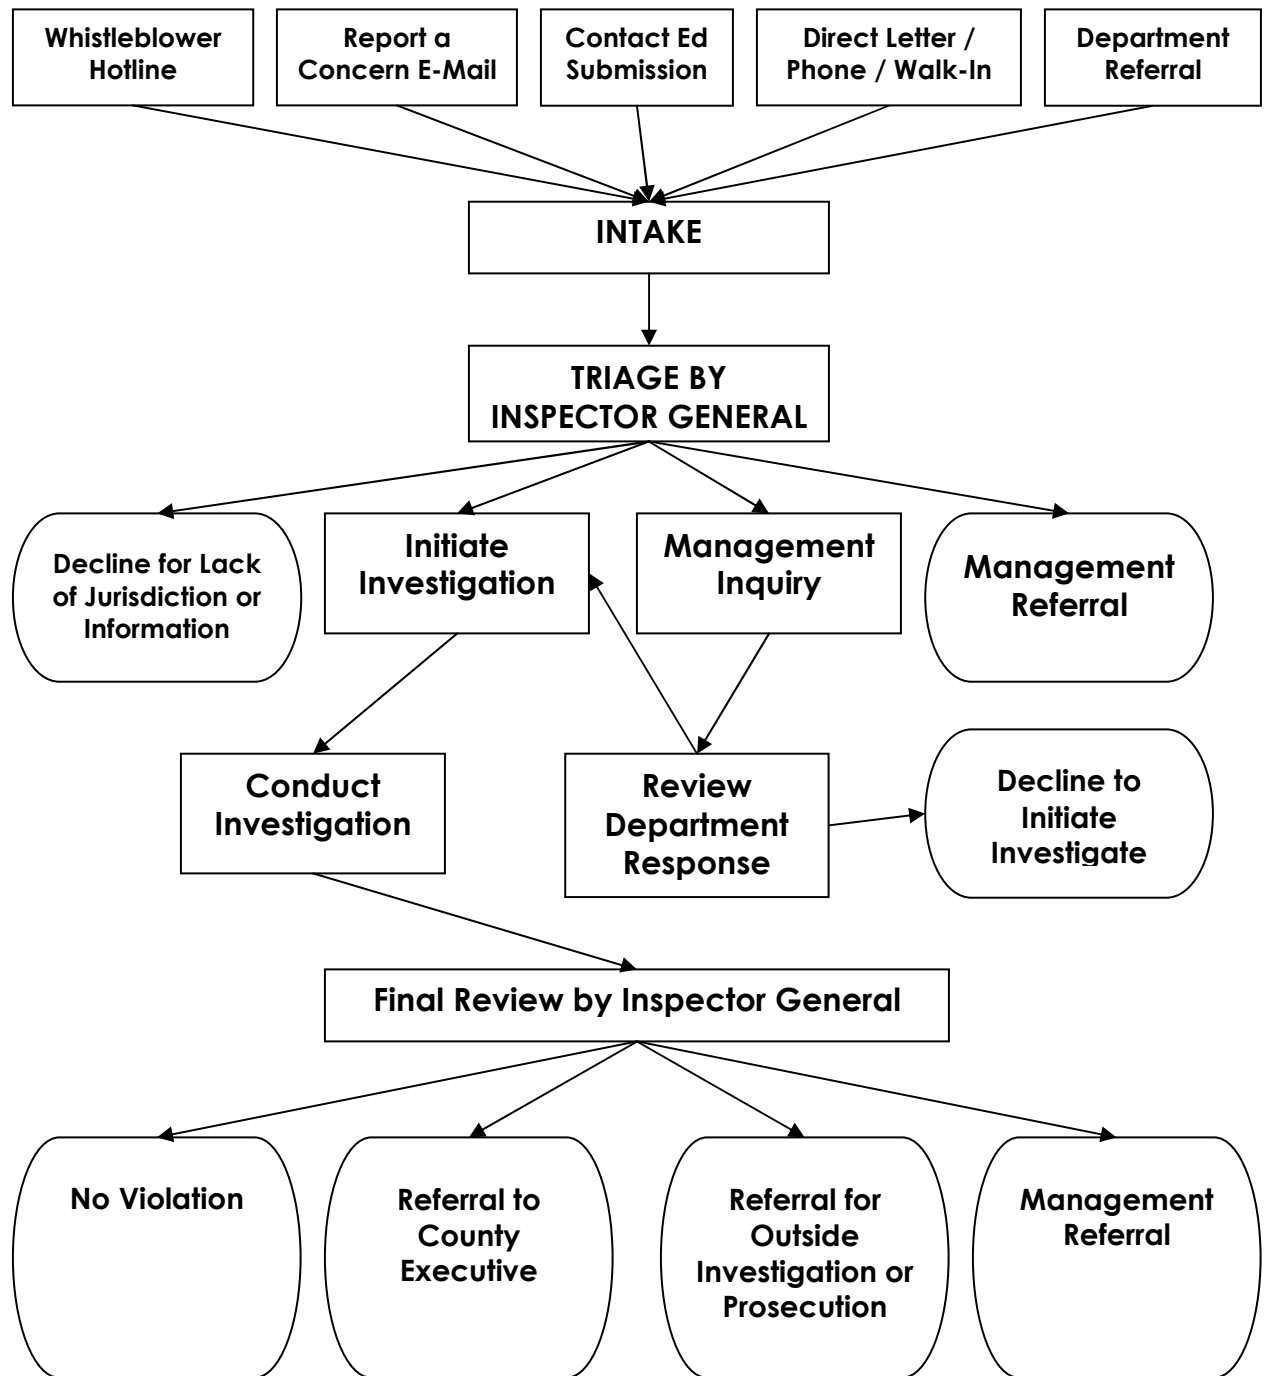 Whistleblower
Hotline
Report a
Concern E-Mail
Contact Ed
Submission
Direct Letter /
Phone / Walk-In
Department
Referral
INTAKE
TRIAGE BY
INSPECTOR GENERAL
Decline for Lack
of Jurisdiction or
Information
Initiate
Investigation
Management
Inquiry
Management
Referral
Conduct
Investigation
Review
Department
Response
Decline to
Initiate
Investigate
Final Review by Inspector General
No Violation
Referral to
County
Executive
Referral for
Outside
Investigation or
Prosecution
Management
Referral